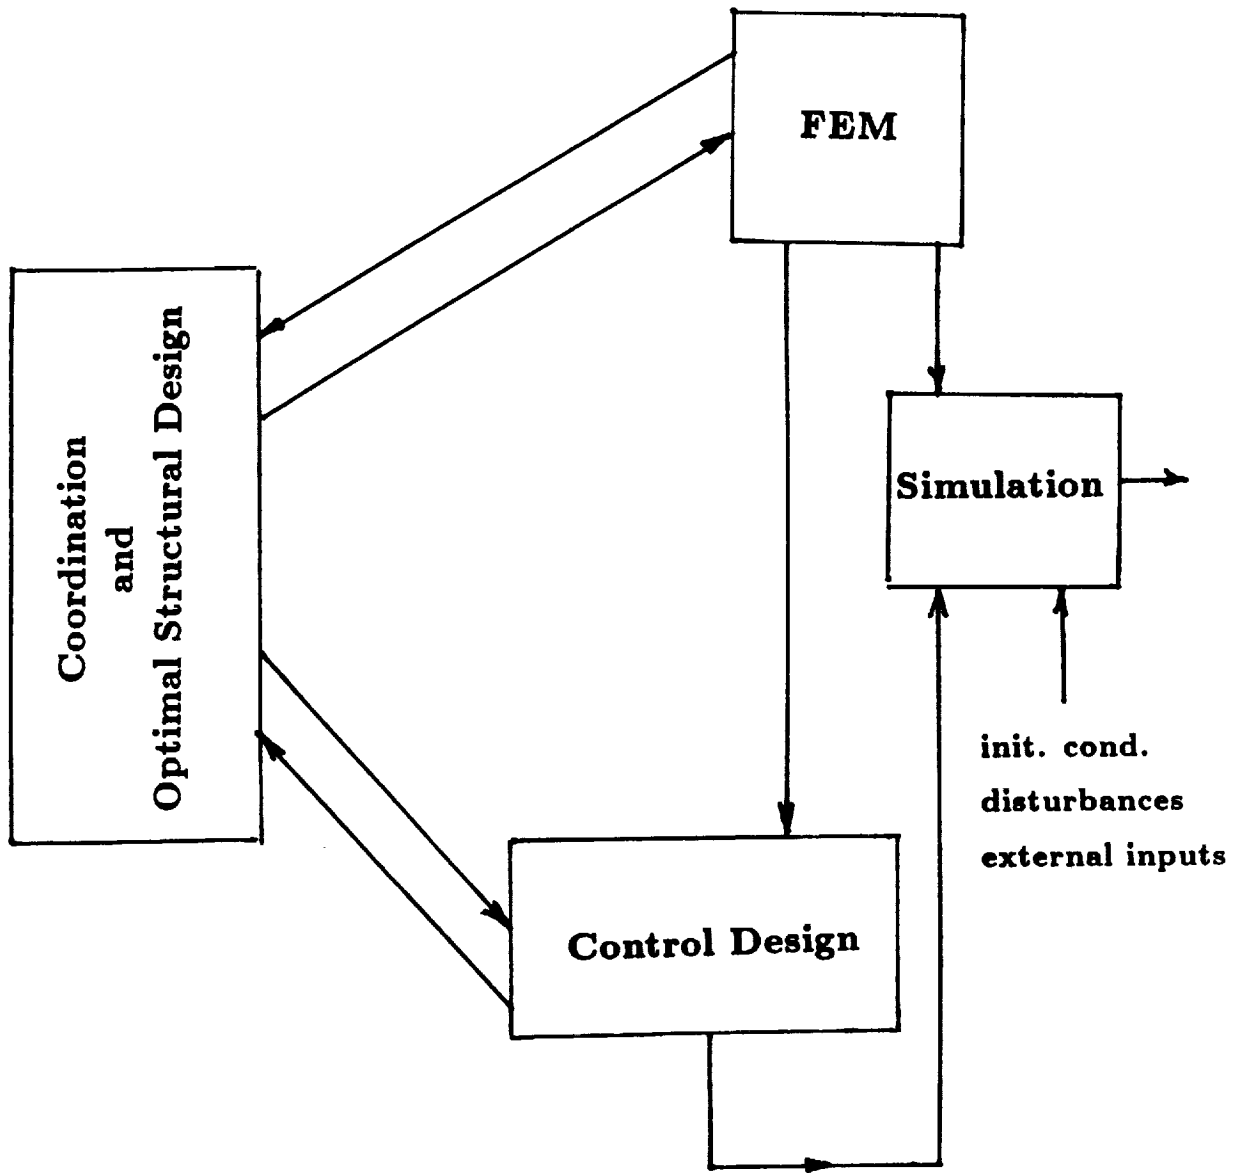 FEM
Coordination
and
Optimal Structural Design
Simulation
init. cond.
disturbances
external inputs
Control Design